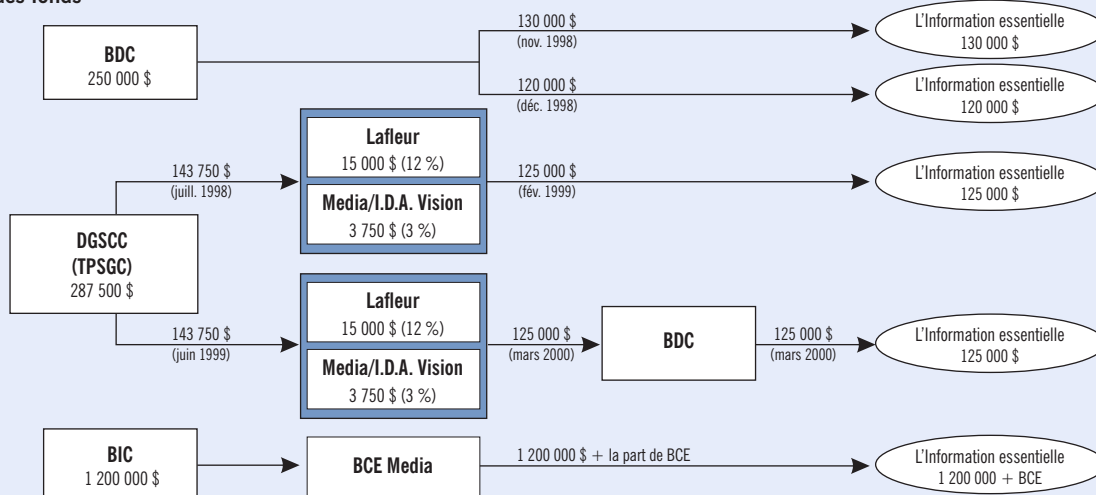 des fonds
BDC
250 000 $
130 000 $
(nov. 1998)
L'Information essentielle
130 000 $
120 000 $
(déc. 1998)
L'Information essentielle
120 000 $
DGSCC
(TPSGC)
287 500 $
143 750 $
(juill. 1998)
Lafleur
15 000 $ (12 %)
Media/I.D.A. Vision
3 750 $ (3 %)
125 000 $
(fév. 1999)
L'Information essentielle
125 000 $
143 750 $
(juin 1999)
Lafleur
15 000 $ (12 %)
Media/I.D.A. Vision
3 750 $ (3 %)
125 000 $
(mars 2000)
BDC
125 000 $
(mars 2000)
L'Information essentielle
125 000 $
BIC
1 200 000 $
BCE Media
1 200 000 $ + la part de BCE
L'Information essentielle
1 200 000 + BCE